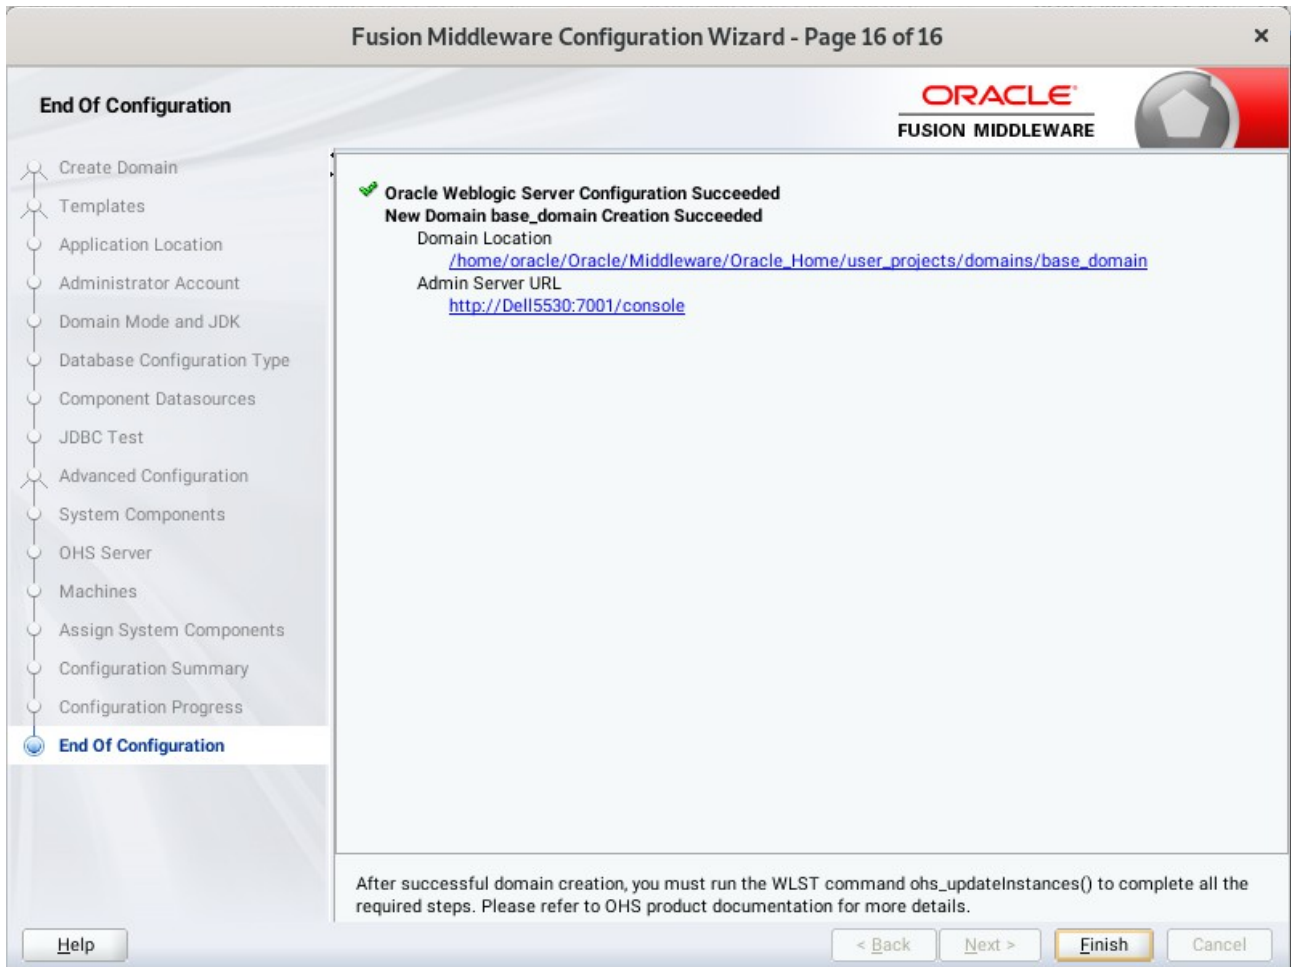 Fusion Middleware Configuration Wizard - Page 16 of 16
×
End Of Configuration
ORACLE
FUSION MIDDLEWARE
Create Domain
Templates
Application Location
Administrator Account
Domain Mode and JDK
Database Configuration Type
Component Datasources
JDBC Test
Advanced Configuration
System Components
OHS Server
Machines
Assign System Components
Configuration Summary
Configuration Progress
End Of Configuration
Oracle Weblogic Server Configuration Succeeded
New Domain base_domain Creation Succeeded
Domain Location
/home/oracle/Oracle/Middleware/Oracle_Home/user_projects/domains/base_domain
Admin Server URL
http://Dell5530:7001/console
After successful domain creation, you must run the WLST command ohs_updateInstances() to complete all the
required steps. Please refer to OHS product documentation for more details.
Help
< Back
Next >
Finish
Cancel